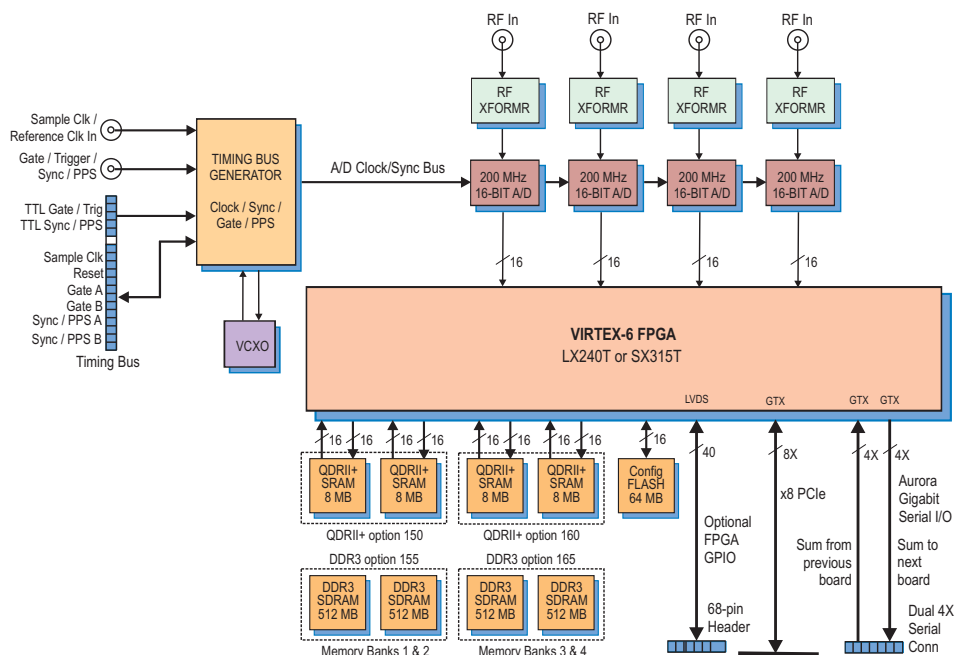 RF In
RF In
RF In
RF In
RF
XFORMR
RF
XFORMR
RF
XFORMR
RF
XFORMR
Sample Clk /
Reference Clk In
Gate / Trigger /
Sync / PPS
TTL Gate / Trig
TTL Sync / PPS
Sample Clk
Reset
Gate A
Gate B
Sync / PPS A
Sync / PPS B
Timing Bus
TIMING BUS
GENERATOR
Clock / Sync /
Gate / PPS
VCXO
A/D Clock/Sync Bus
200 MHz
16-BIT A/D
200 MHz
16-BIT A/D
200 MHz
16-BIT A/D
200 MHz
16-BIT A/D
16
16
16
16
VIRTEX-6 FPGA
LX240T or SX315T
LVDS
GTX
GTX
GTX
16
16
16
16
16
16
16
16
16
40
8X
4X
4X
QDRII+
SRAM
8 MB
QDRII+
SRAM
8 MB
QDRII+
SRAM
8 MB
QDRII+
SRAM
8 MB
Config
FLASH
64 MB
QDRII+ option 150
QDRII+ option 160
DDR3 option 155
DDR3 option 165
DDR3
SDRAM
512 MB
DDR3
SDRAM
512 MB
DDR3
SDRAM
512 MB
DDR3
SDRAM
512 MB
Memory Banks 1 & 2
Memory Banks 3 & 4
Optional
FPGA
GPIO
68-pin
Header
x8 PCIe
Sum from
previous
board
Aurora
Gigabit
Serial I/O
Sum to
next
board
Dual 4X
Serial
Conn